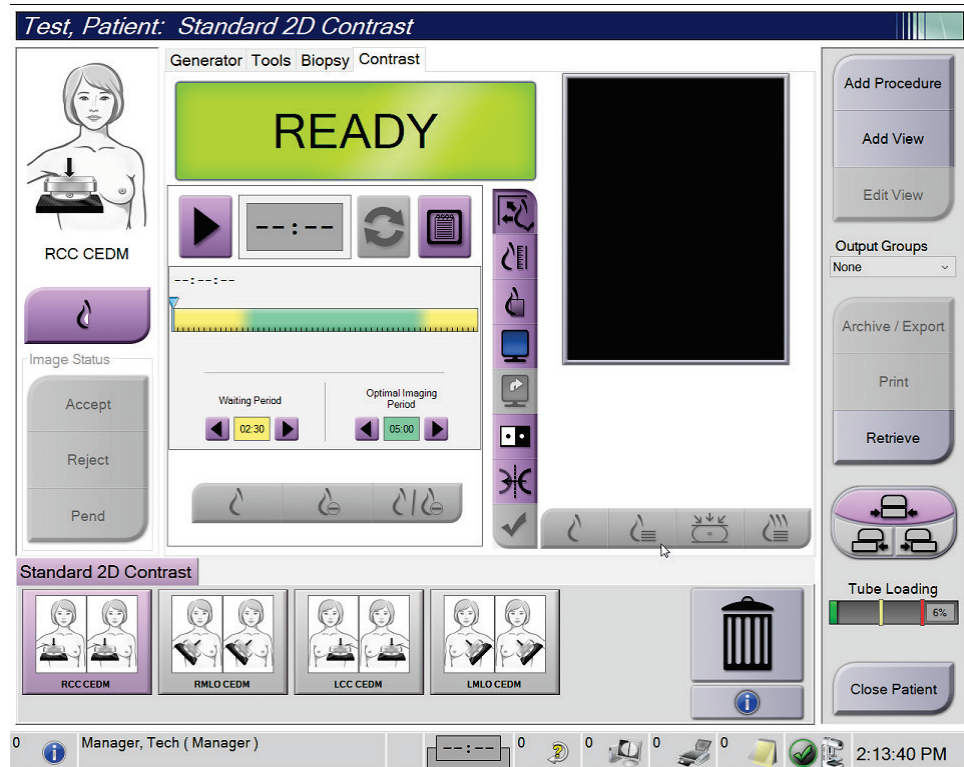 Test, Patient: Standard 2D Contrast
Generator Tools Biopsy Contrast
READY
RCC CEDM
--:--
--:--:--
Waiting Period
02:30
Optimal Imaging
Period
05:00
Image Status
Accept
Reject
Pend
Add Procedure
Add View
Edit View
Output Groups
None
Archive / Export
Print
Retrieve
Tube Loading
6%
Close Patient
Standard 2D Contrast
RCC CEDM
RMLO CEDM
LCC CEDM
LMLO CEDM
0
Manager, Tech ( Manager )
--:--
0
0
0
0
2:13:40 PM